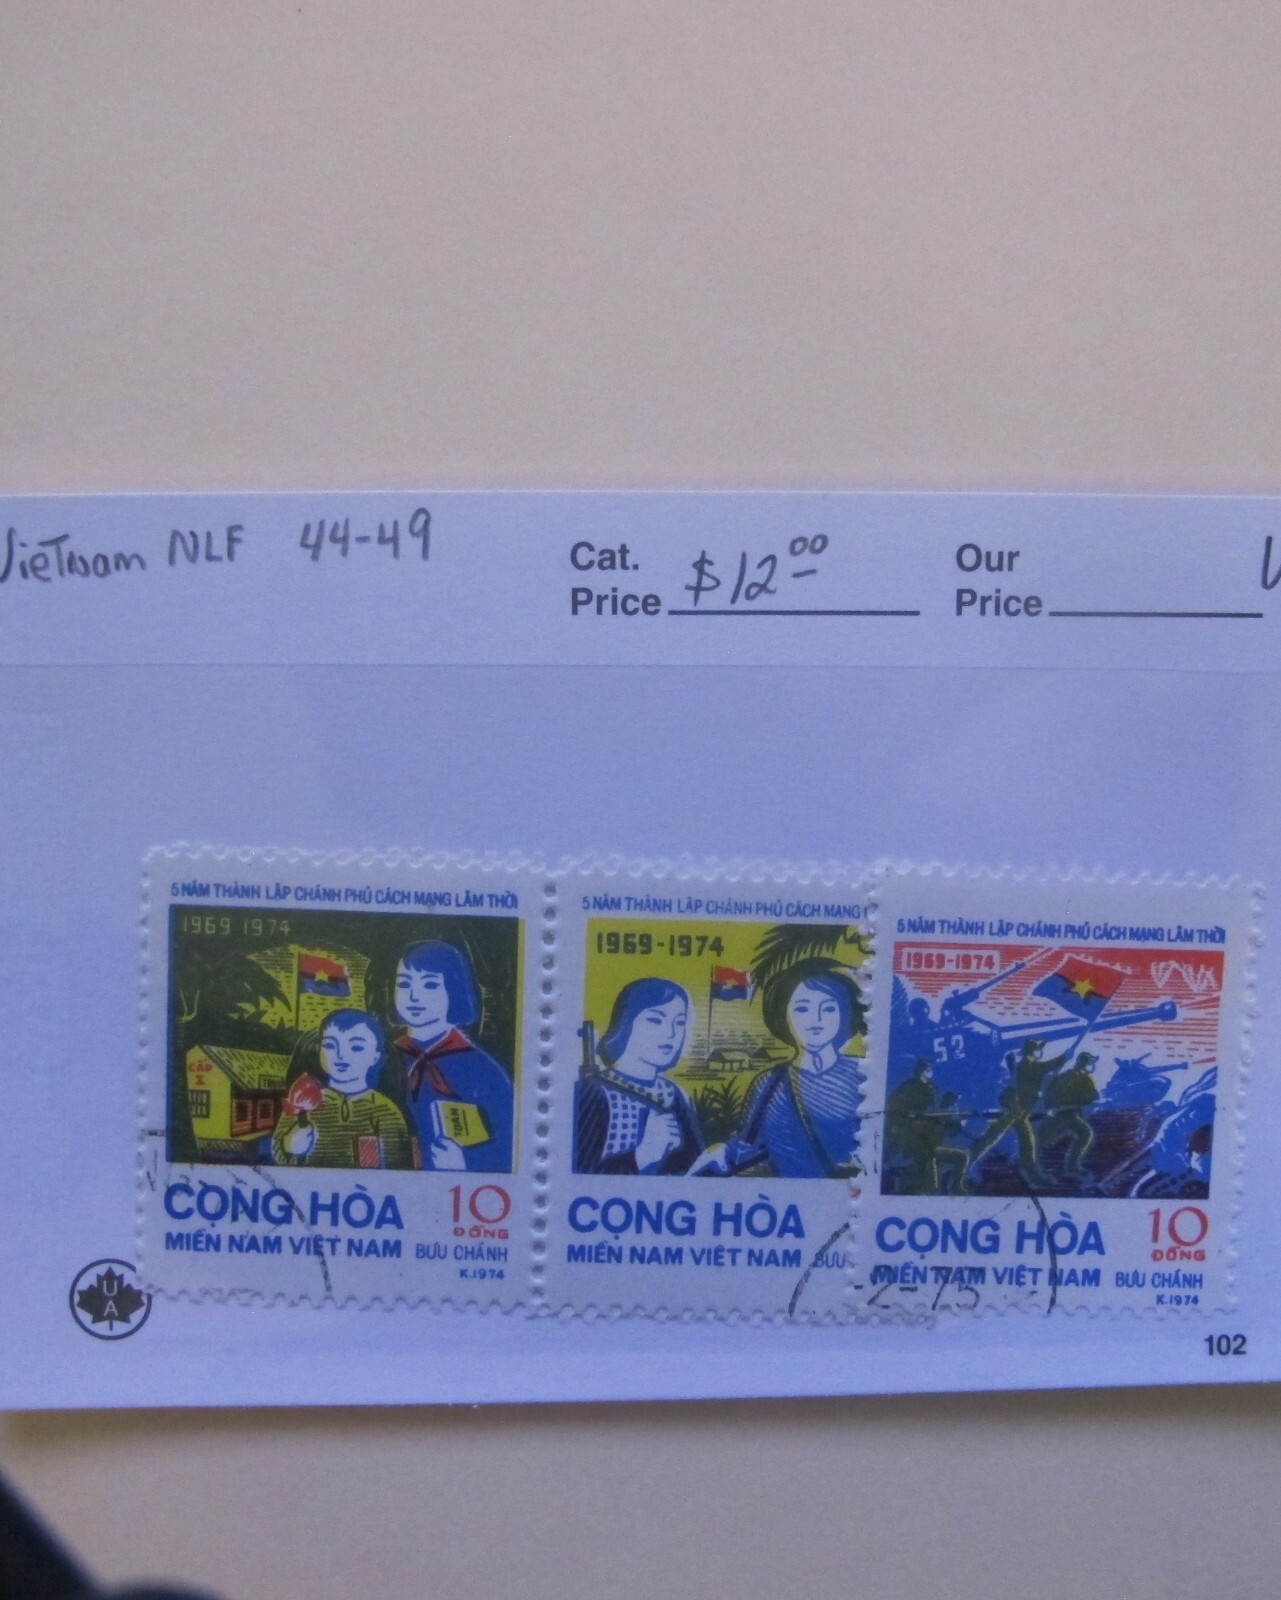 VieTnam NLF 44-49
Cat. Price $12.00
Our Price
5 NĂM THÀNH LẬP CHÁNH PHỦ CÁCH MẠNG LÂM THỜI
1969 1974
CẤP
I
TOÁN
CỘNG HÒA
MIỀN NAM VIỆT NAM
10
ĐỒNG
BƯU CHÁNH
K.1974
5 NĂM THÀNH LẬP CHÁNH PHỦ CÁCH MẠNG
1969-1974
CỘNG HÒA
MIỀN NAM VIỆT NAM
BƯU
5 NĂM THÀNH LẬP CHÁNH PHỦ CÁCH MẠNG LÂM THỜI
1969-1974
52
CỘNG HÒA
MIỀN NAM VIỆT NAM
10
ĐỒNG
BƯU CHÁNH
K.1974
-2-75
U
A
102